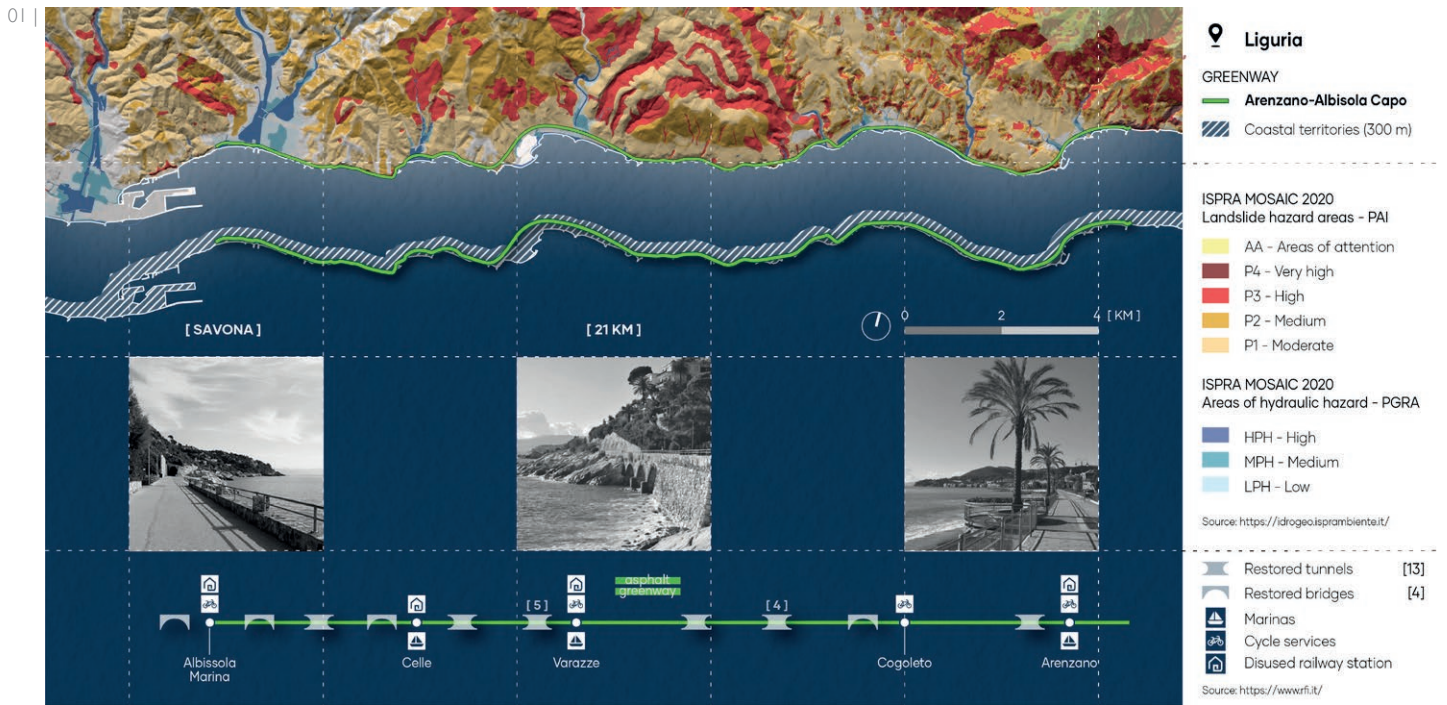 01 |
[ SAVONA ]
[ 21 KM ]
0 2 4 [ KM ]
asphalt
greenway
[ 5 ]
[ 4 ]
Albissola
Marina
Celle
Varazze
Cogoleto
Arenzano
Liguria
GREENWAY
Arenzano-Albisola Capo
Coastal territories (300 m)
ISPRA MOSAIC 2020
Landslide hazard areas - PAI
AA - Areas of attention
P4 - Very high
P3 - High
P2 - Medium
P1 - Moderate
ISPRA MOSAIC 2020
Areas of hydraulic hazard - PGRA
HPH - High
MPH - Medium
LPH - Low
Source: https://idrogeo.isprambiente.it/
Restored tunnels [13]
Restored bridges [4]
Marinas
Cycle services
Disused railway station
Source: https://www.rfi.it/